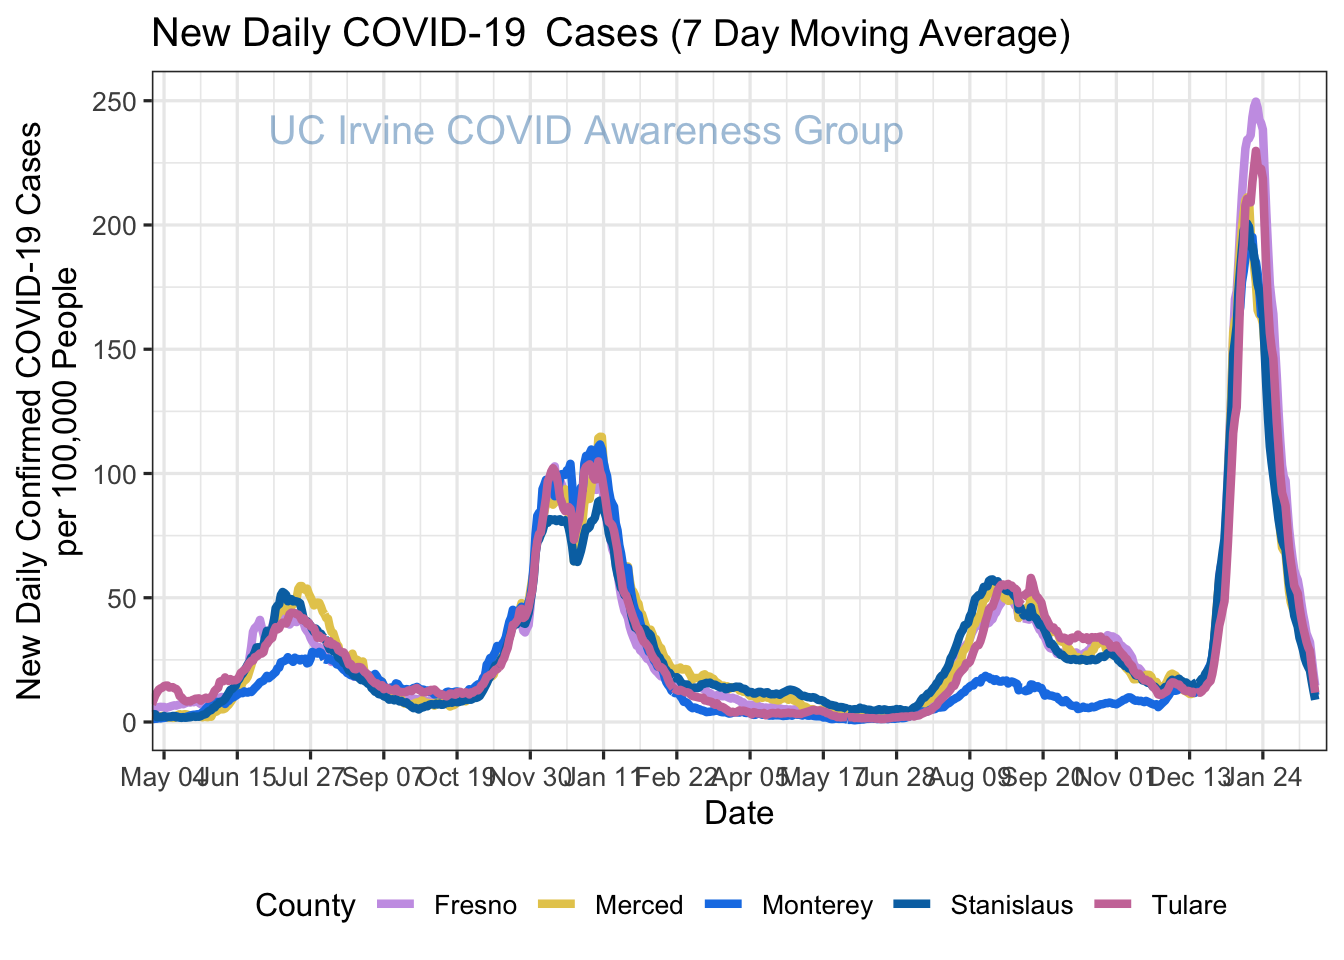 New Daily COVID-19 Cases (7 Day Moving Average)
UC Irvine COVID Awareness Group
New Daily Confirmed COVID-19 Cases
per 100,000 People
250
200
150
100
50
0
May 04 Jun 15 Jul 27 Sep 07 Oct 19 Nov 30 Jan 11 Feb 22 Apr 05 May 17 Jun 28 Aug 09 Sep 20 Nov 01 Dec 13 Jan 24
Date
County Fresno Merced Monterey Stanislaus Tulare